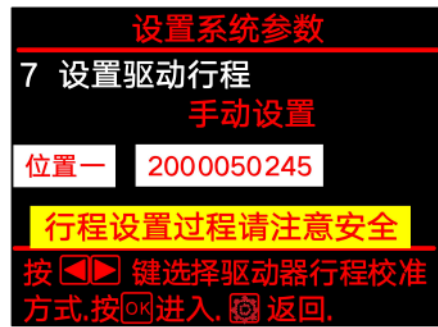 设置系统参数
7 设置驱动行程
手动设置
位置一 2000050245
行程设置过程请注意安全
按◀▶键选择驱动器行程校准
方式.按OK进入.返回.